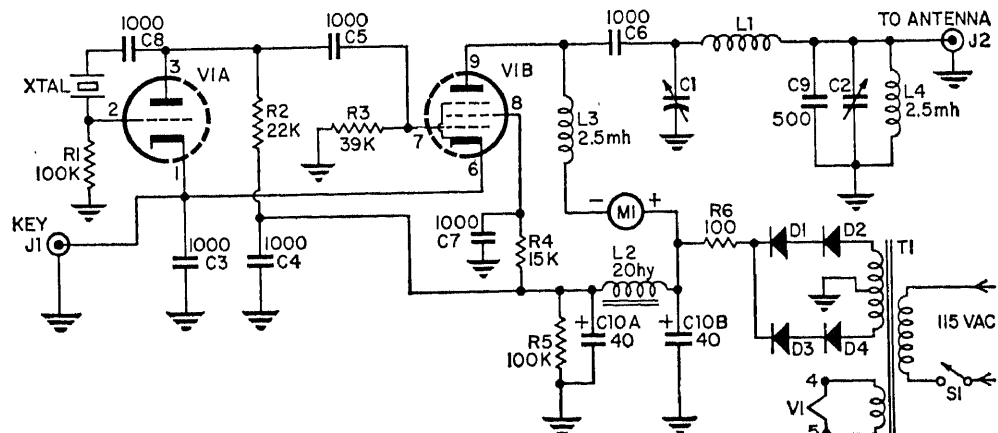 1000
C8
1000
C5
1000
C6
L1
TO ANTENNA
J2
3
V1A
9
V1B
XTAL
2
R2
22K
R3
39K
7
8
L3
2.5mh
C1
C9
500
C2
L4
2.5mh
R1
100K
1
6
- M1 +
R6
100
D1
D2
T1
KEY
J1
1000
C3
1000
C4
1000
C7
R4
15K
L2
20hy
115 VAC
R5
100K
+ C10A
40
+ C10B
40
D3
D4
4
V1
5
S1